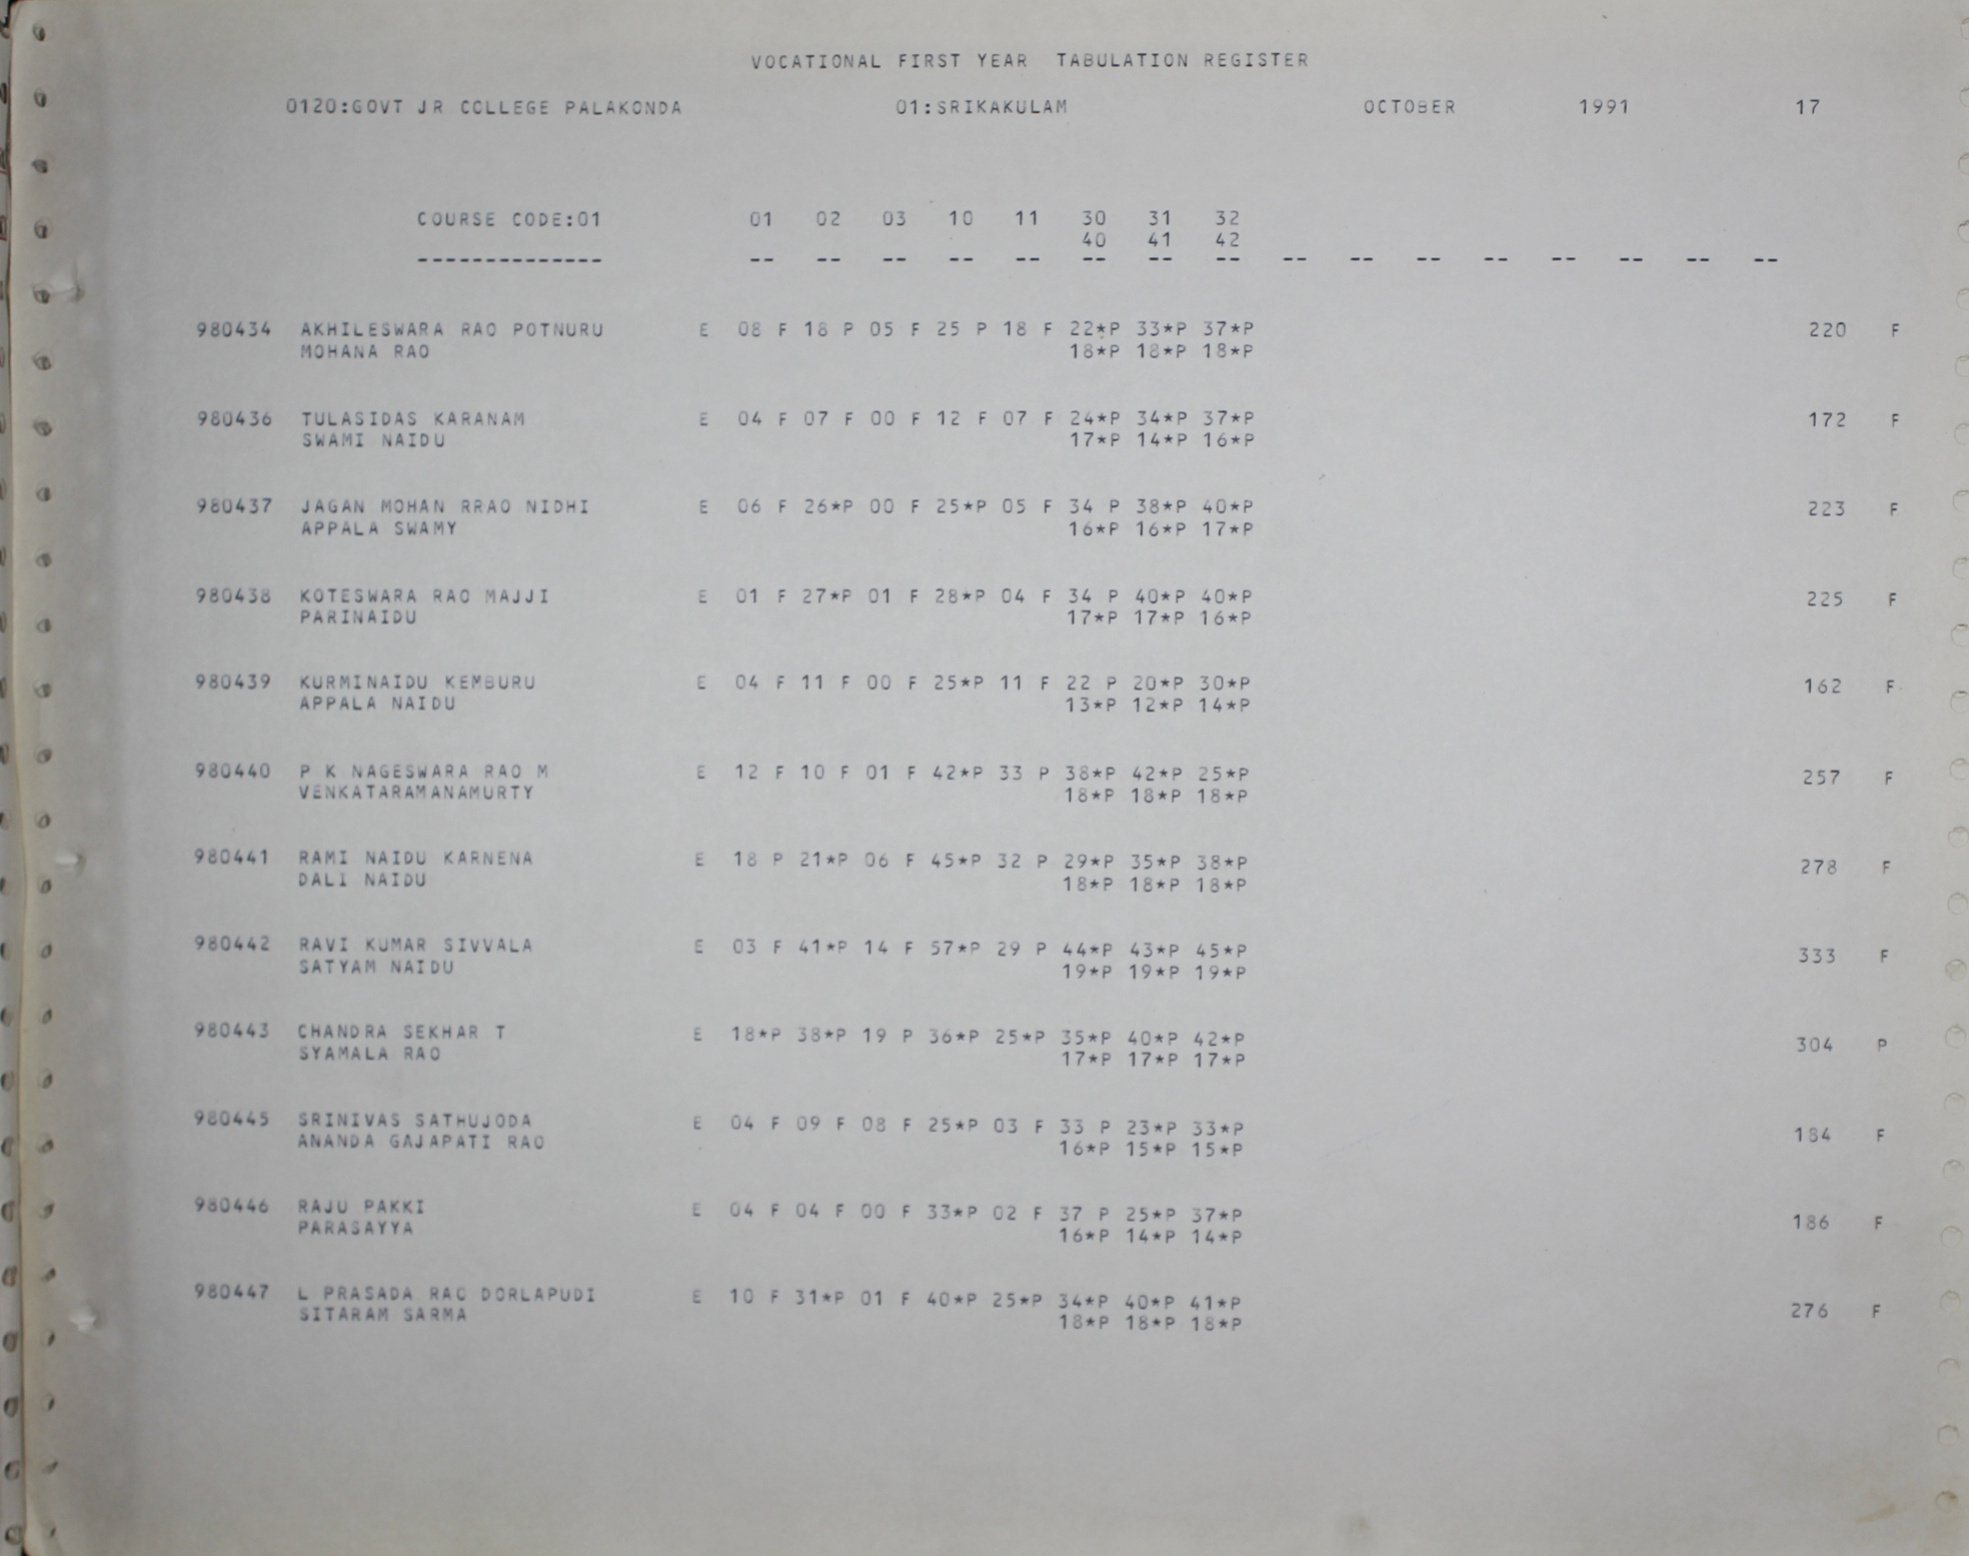 VOCATIONAL FIRST YEAR TABULATION REGISTER
0120:GOVT JR COLLEGE PALAKONDA 01:SRIKAKULAM OCTOBER 1991 17
COURSE CODE:01 01 02 03 10 11 30 31 32
40 41 42
-------------- -- -- -- -- -- -- -- -- -- -- -- -- -- -- -- --
980434 AKHILESWARA RAO POTNURU E 08 F 18 P 05 F 25 P 18 F 22*P 33*P 37*P 220 F
MOHANA RAO 18*P 18*P 18*P
980436 TULASIDAS KARANAM E 04 F 07 F 00 F 12 F 07 F 24*P 34*P 37*P 172 F
SWAMI NAIDU 17*P 14*P 16*P
980437 JAGAN MOHAN RRAO NIDHI E 06 F 26*P 00 F 25*P 05 F 34 P 38*P 40*P 223 F
APPALA SWAMY 16*P 16*P 17*P
980438 KOTESWARA RAO MAJJI E 01 F 27*P 01 F 28*P 04 F 34 P 40*P 40*P 225 F
PARINAIDU 17*P 17*P 16*P
980439 KURMINAIDU KEMBURU E 04 F 11 F 00 F 25*P 11 F 22 P 20*P 30*P 162 F
APPALA NAIDU 13*P 12*P 14*P
980440 P K NAGESWARA RAO M E 12 F 10 F 01 F 42*P 33 P 38*P 42*P 25*P 257 F
VENKATARAMANAMURTY 18*P 18*P 18*P
980441 RAMI NAIDU KARNENA E 18 P 21*P 06 F 45*P 32 P 29*P 35*P 38*P 278 F
DALI NAIDU 18*P 18*P 18*P
980442 RAVI KUMAR SIVVALA E 03 F 41*P 14 F 57*P 29 P 44*P 43*P 45*P 333 F
SATYAM NAIDU 19*P 19*P 19*P
980443 CHANDRA SEKHAR T E 18*P 38*P 19 P 36*P 25*P 35*P 40*P 42*P 304 P
SYAMALA RAO 17*P 17*P 17*P
980445 SRINIVAS SATHUJODA E 04 F 09 F 08 F 25*P 03 F 33 P 23*P 33*P 184 F
ANANDA GAJAPATI RAO 16*P 15*P 15*P
980446 RAJU PAKKI E 04 F 04 F 00 F 33*P 02 F 37 P 25*P 37*P 186 F
PARASAYYA 16*P 14*P 14*P
980447 L PRASADA RAO DORLAPUDI E 10 F 31*P 01 F 40*P 25*P 34*P 40*P 41*P 276 F
SITARAM SARMA 18*P 18*P 18*P